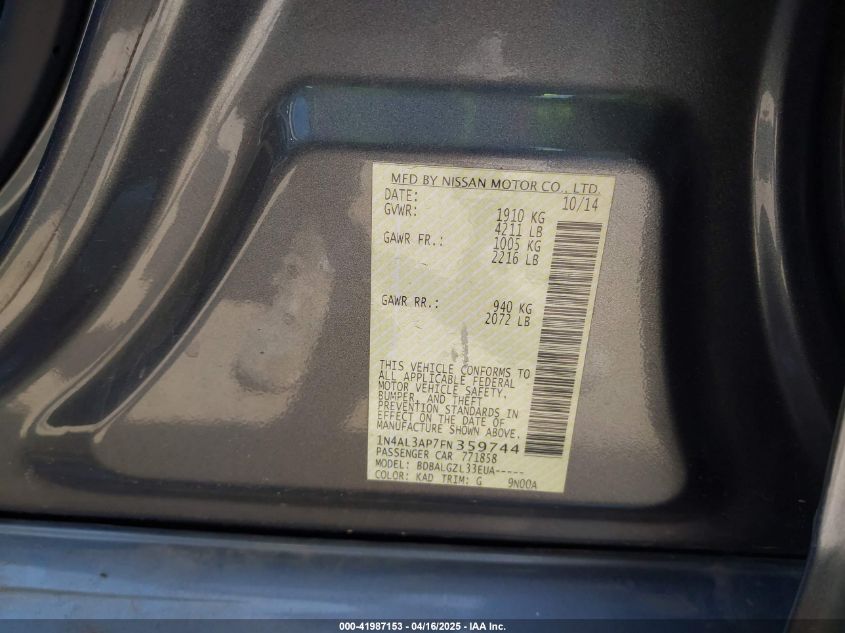 MFD BY NISSAN MOTOR CO., LTD.
DATE: 10/14
GVWR: 1910 KG
4211 LB
GAWR FR.: 1005 KG
2216 LB
GAWR RR.: 940 KG
2072 LB
THIS VEHICLE CONFORMS TO
ALL APPLICABLE FEDERAL
MOTOR VEHICLE SAFETY,
BUMPER, AND THEFT
PREVENTION STANDARDS IN
EFFECT ON THE DATE OF
MANUFACTURE SHOWN ABOVE.
1N4AL3AP7FN359744
PASSENGER CAR 771858
MODEL: BDBALGZL33EUA-----
COLOR: KAD TRIM: G 9N00A
000-41987153 - 04/16/2025 - IAA Inc.